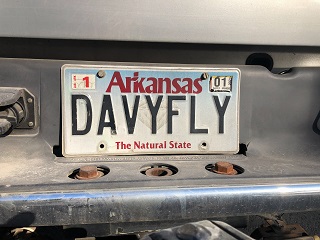 1 Arkansas 01
DAVYFLY
The Natural State